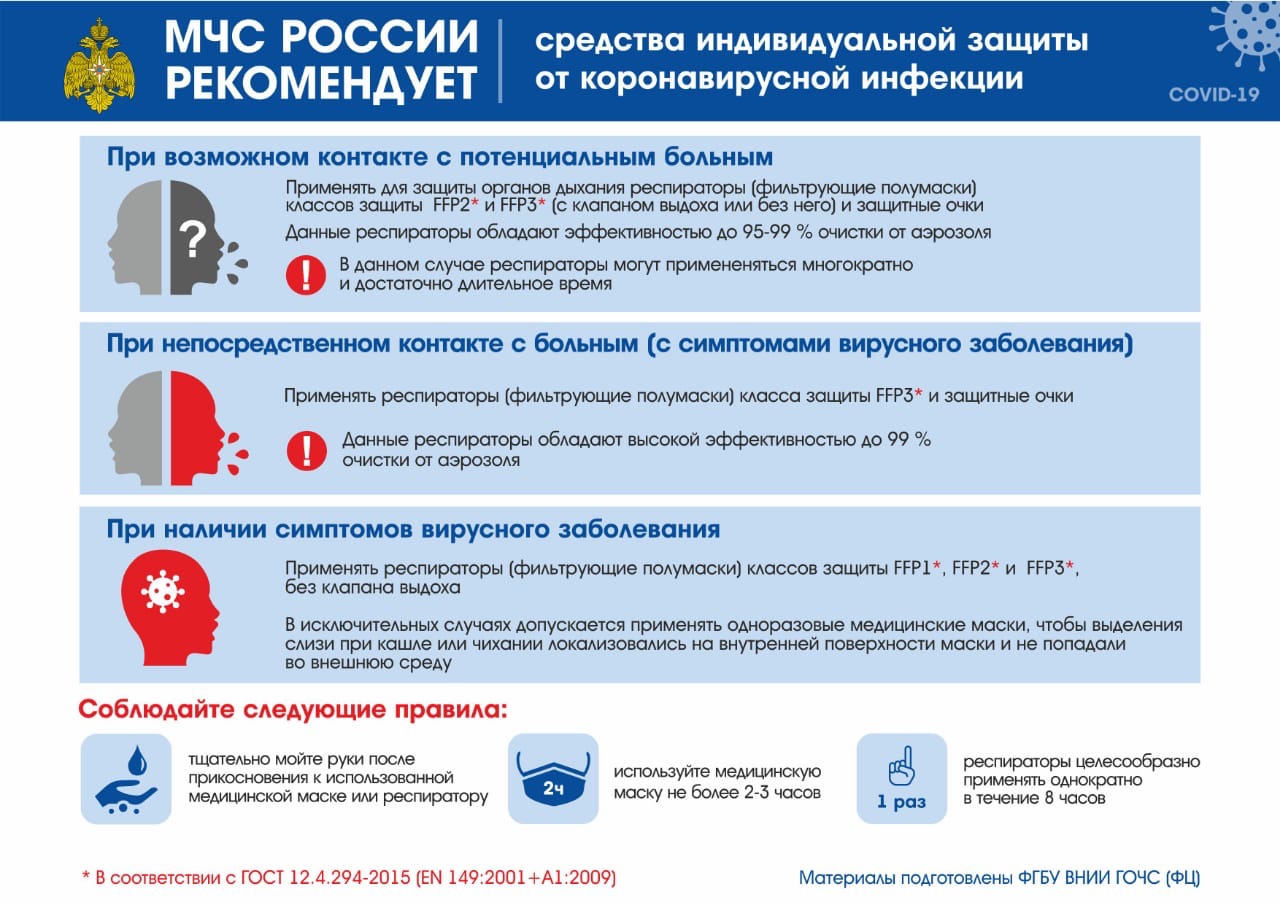 МЧС РОССИИ
РЕКОМЕНДУЕТ
средства индивидуальной защиты
от коронавирусной инфекции
COVID-19
При возможном контакте с потенциальным больным
Применять для защиты органов дыхания респираторы (фильтрующие полумаски)
классов защиты FFP2* и FFP3* (с клапаном выдоха или без него) и защитные очки
Данные респираторы обладают эффективностью до 95-99 % очистки от аэрозоля
?
!
В данном случае респираторы могут примененяться многократно
и достаточно длительное время
При непосредственном контакте с больным (с симптомами вирусного заболевания)
Применять респираторы (фильтрующие полумаски) класса защиты FFP3* и защитные очки
!
Данные респираторы обладают высокой эффективностью до 99 %
очистки от аэрозоля
При наличии симптомов вирусного заболевания
Применять респираторы (фильтрующие полумаски) классов защиты FFP1*, FFP2* и FFP3*,
без клапана выдоха
В исключительных случаях допускается применять одноразовые медицинские маски, чтобы выделения
слизи при кашле или чихании локализовались на внутренней поверхности маски и не попадали
во внешнюю среду
Соблюдайте следующие правила:
тщательно мойте руки после
прикосновения к использованной
медицинской маске или респиратору
2ч
используйте медицинскую
маску не более 2-3 часов
1 раз
респираторы целесообразно
применять однократно
в течение 8 часов
* В соответствии с ГОСТ 12.4.294-2015 (EN 149:2001+A1:2009)
Материалы подготовлены ФГБУ ВНИИ ГОЧС (ФЦ)